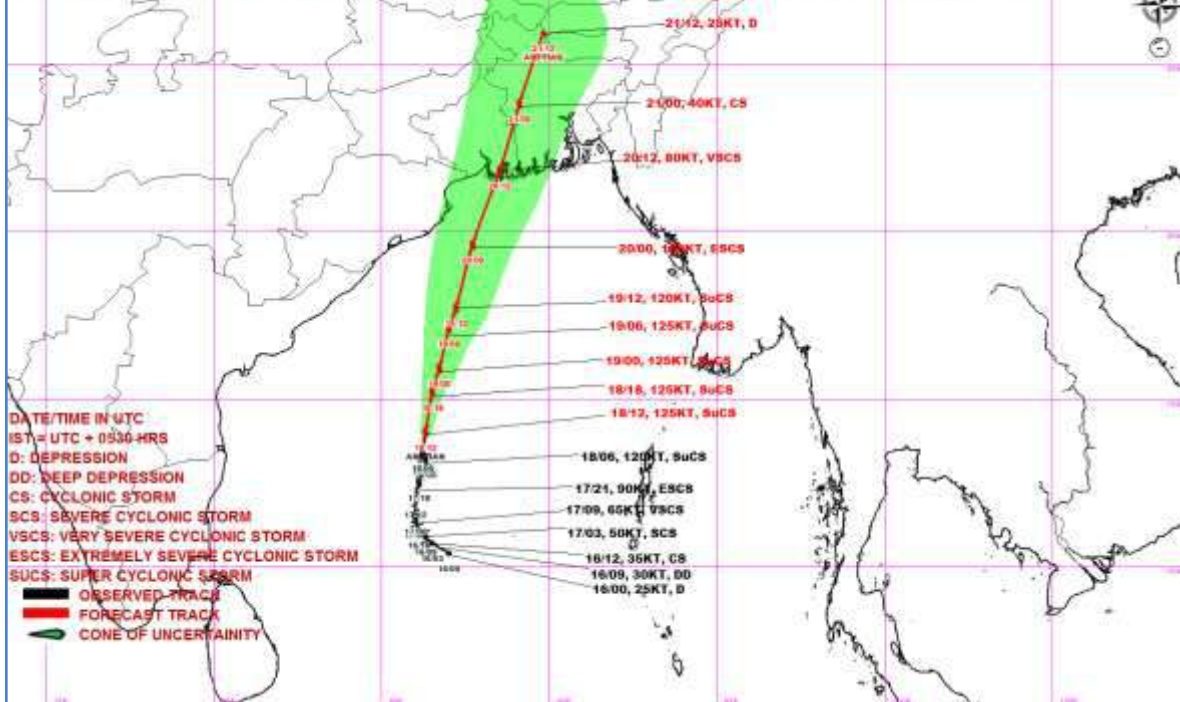 21/12, 25KT, D
21/12
21/00, 40KT, CS
20/12, 80KT, VSCS
20/00, KT, ESCS
19/12, 120KT, SuCS
19/06, 125KT, SuCS
19/00, 125KT, SuCS
18/18, 125KT, SuCS
18/12, 125KT, SuCS
18/06, 120KT, SuCS
17/21, 90KT, ESCS
17/09, 65KT, VSCS
17/03, 50KT, SCS
16/12, 35KT, CS
16/09, 30KT, DD
16/00, 25KT, D
DATE/TIME IN UTC
IST = UTC + 0530 HRS
D: DEPRESSION
DD: DEEP DEPRESSION
CS: CYCLONIC STORM
SCS: SEVERE CYCLONIC STORM
VSCS: VERY SEVERE CYCLONIC STORM
ESCS: EXTREMELY SEVERE CYCLONIC STORM
SUCS: SUPER CYCLONIC STORM
OBSERVED TRACK
FORECAST TRACK
CONE OF UNCERTAINITY